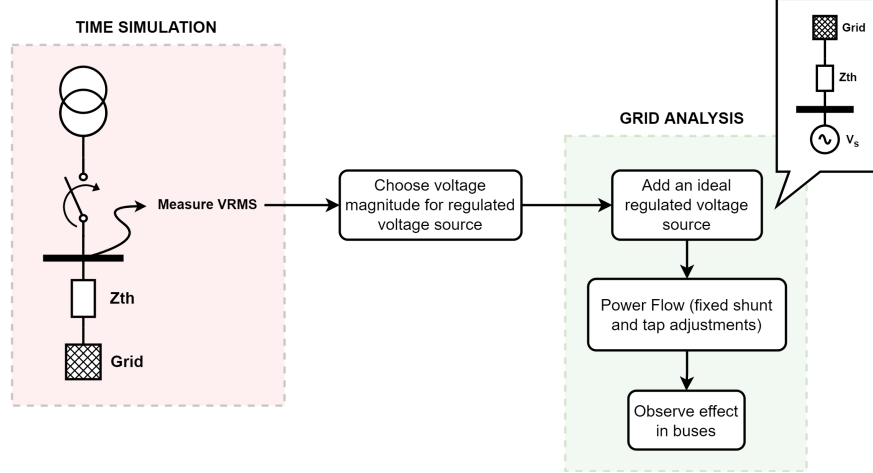 TIME SIMULATION
Measure VRMS
Zth
Grid
Choose voltage
magnitude for regulated
voltage source
GRID ANALYSIS
Add an ideal
regulated voltage
source
Power Flow (fixed shunt
and tap adjustments)
Observe effect
in buses
Grid
Zth
Vs